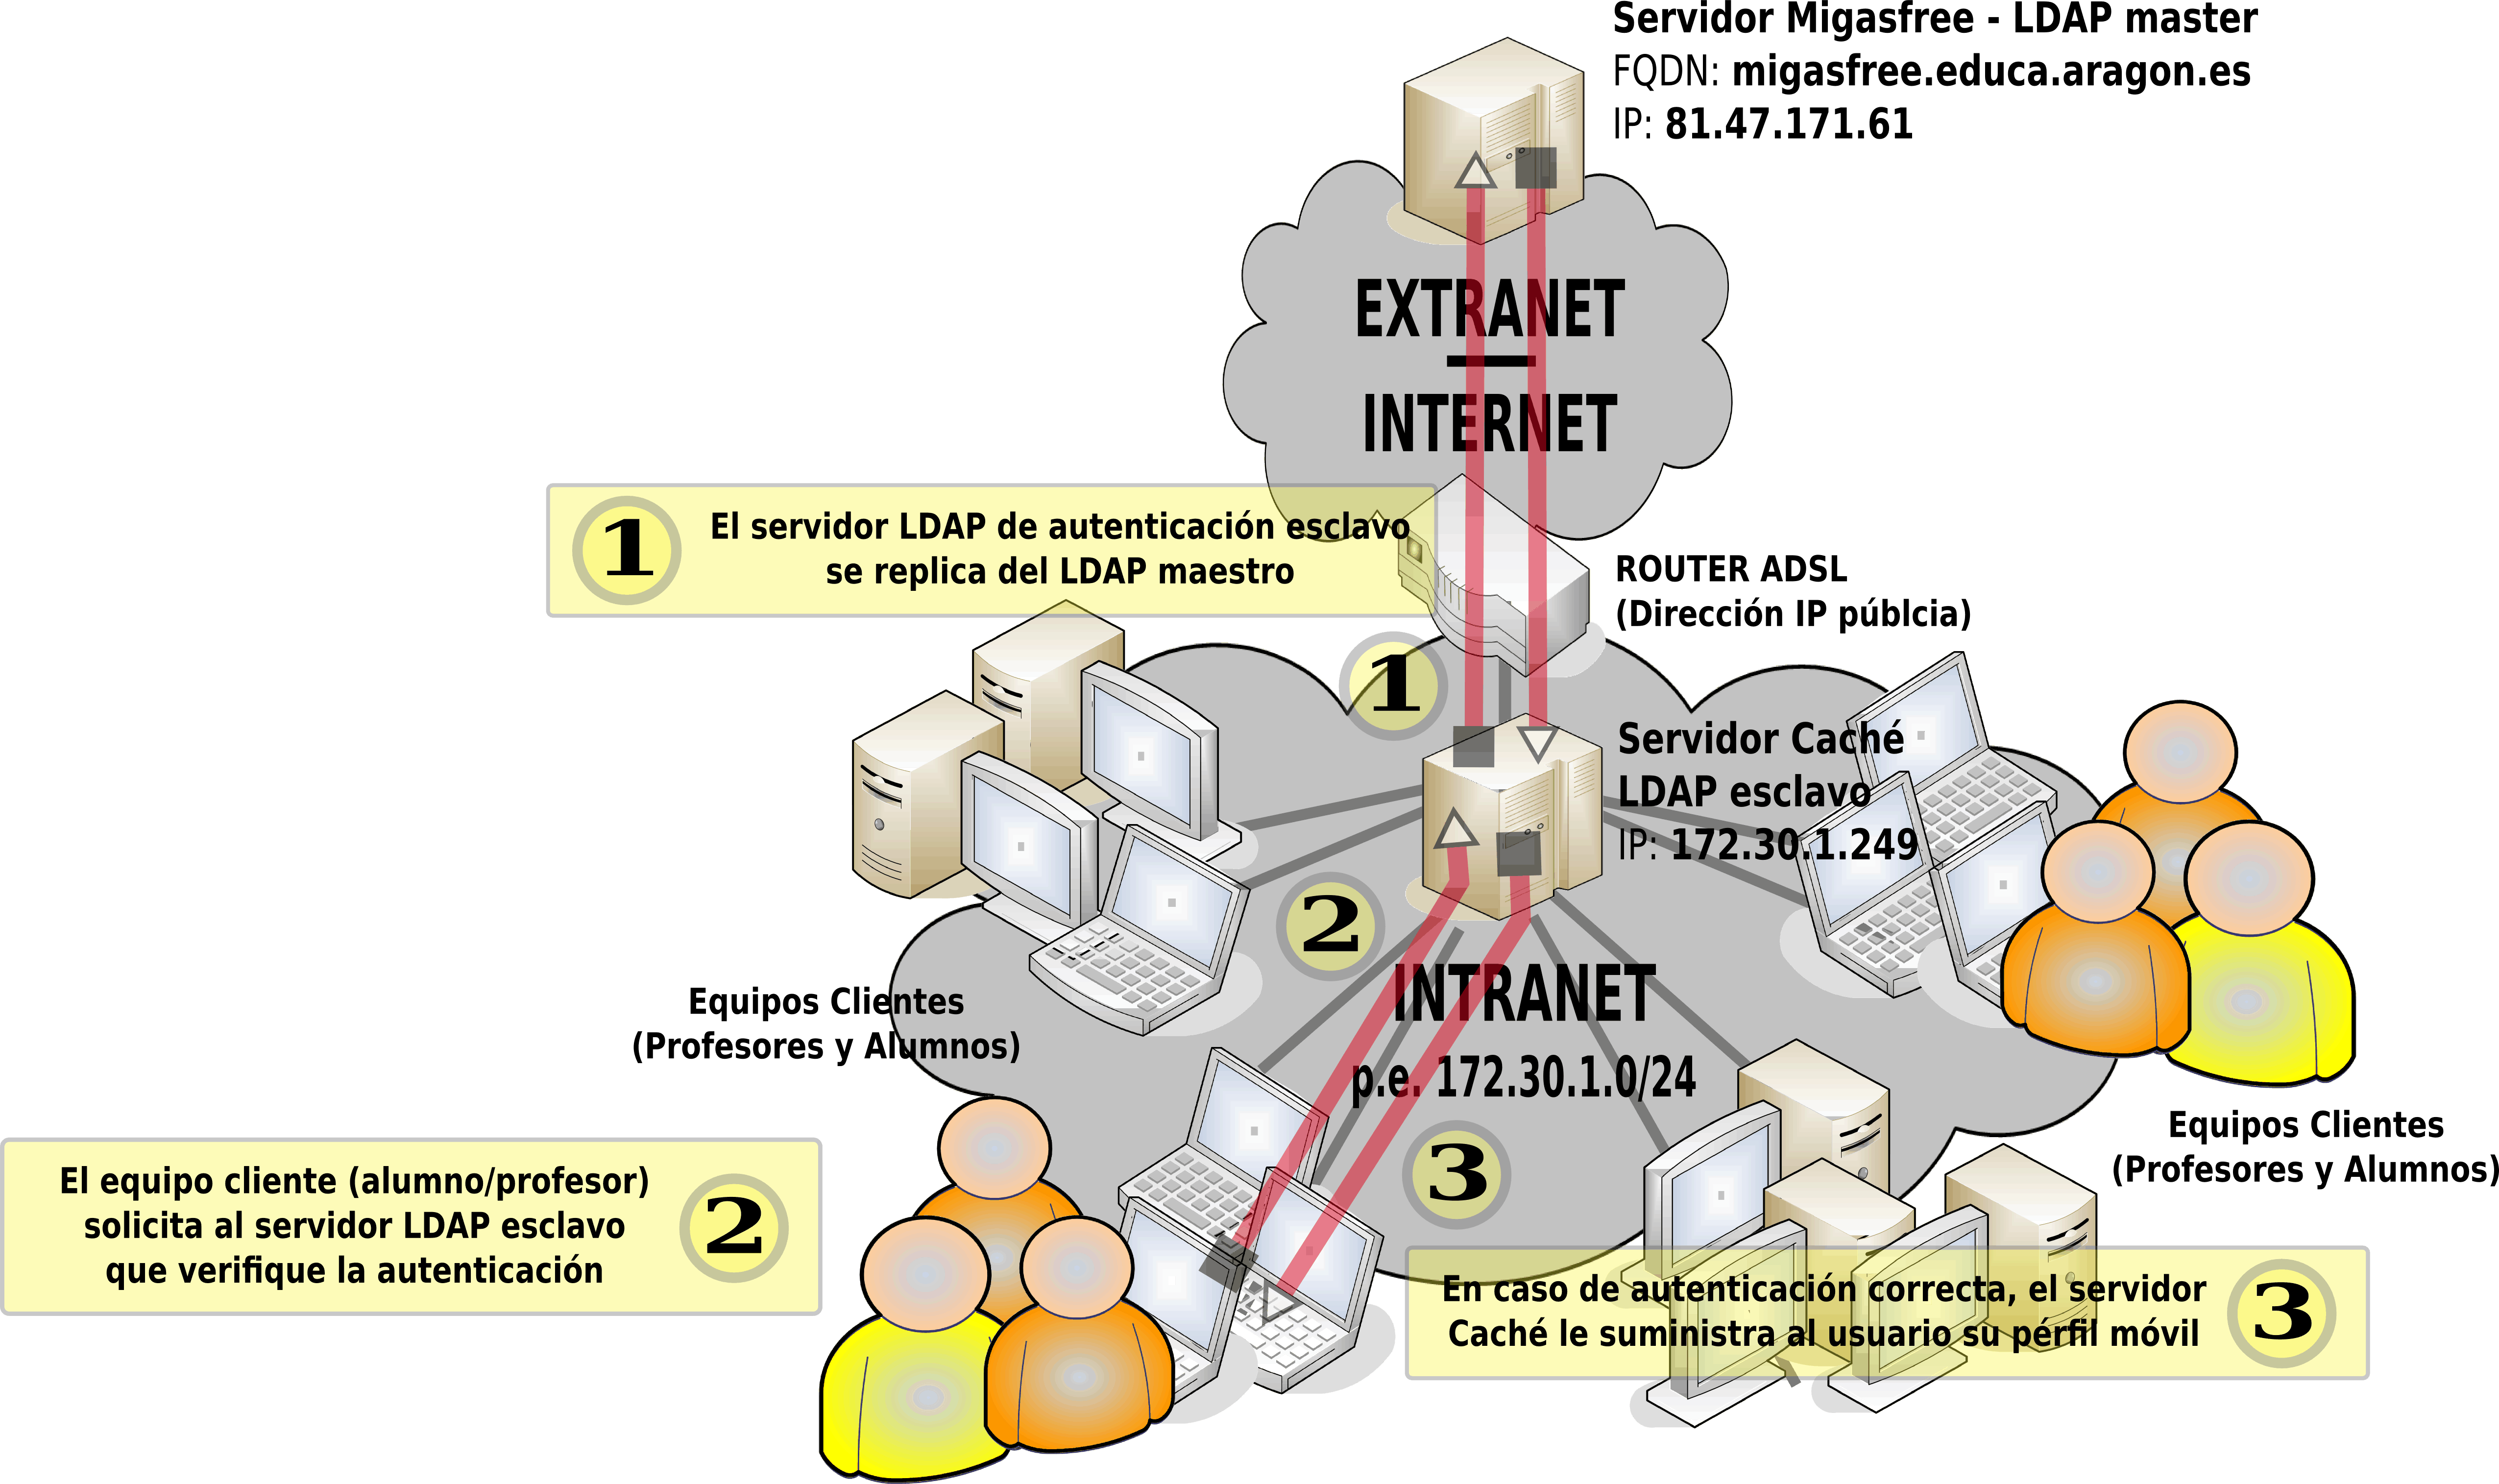 Servidor Migasfree - LDAP master
FQDN: migasfree.educa.aragon.es
IP: 81.47.171.61
EXTRANET
INTERNET
1
El servidor LDAP de autenticación esclavo
se replica del LDAP maestro
ROUTER ADSL
(Dirección IP públcia)
1
Servidor Caché
LDAP esclavo
IP: 172.30.1.249
2
INTRANET
p.e. 172.30.1.0/24
Equipos Clientes
(Profesores y Alumnos)
3
Equipos Clientes
(Profesores y Alumnos)
El equipo cliente (alumno/profesor)
solicita al servidor LDAP esclavo
que verifique la autenticación
2
En caso de autenticación correcta, el servidor
Caché le suministra al usuario su pérfil móvil
3